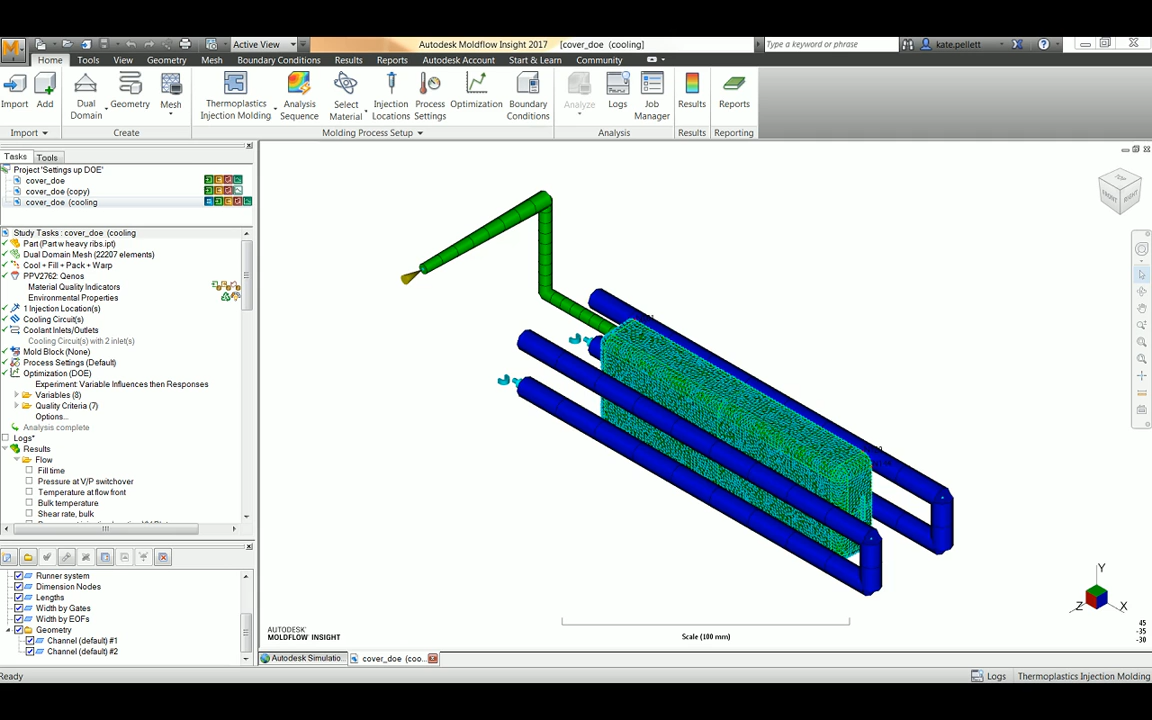 Active View
Autodesk Moldflow Insight 2017 [cover_doe (cooling)]
Type a keyword or phrase
kate.pellett
Home Tools View Geometry Mesh Boundary Conditions Results Reports Autodesk Account Start & Learn Community
Import Add Dual Domain Geometry Mesh Thermoplastics Injection Molding Analysis Sequence Select Material Injection Locations Process Settings Optimization Boundary Conditions Analyze Logs Job Manager Results Reports
Import Create Molding Process Setup Analysis Results Reporting
Tasks Tools
Project 'Settings up DOE'
cover_doe
cover_doe (copy)
cover_doe (cooling
Study Tasks : cover_doe (cooling
Part (Part w heavy ribs.ipt)
Dual Domain Mesh (22207 elements)
Cool + Fill + Pack + Warp
PPV2762: Qenos
Material Quality Indicators
Environmental Properties
1 Injection Location(s)
Cooling Circuit(s)
Coolant Inlets/Outlets
Cooling Circuit(s) with 2 inlet(s)
Mold Block (None)
Process Settings (Default)
Optimization (DOE)
Experiment: Variable Influences then Responses
Variables (8)
Quality Criteria (7)
Options...
Analysis complete
Logs*
Results
Flow
Fill time
Pressure at V/P switchover
Temperature at flow front
Bulk temperature
Shear rate, bulk
Runner system
Dimension Nodes
Lengths
Width by Gates
Width by EOFs
Geometry
Channel (default) #1
Channel (default) #2
TOP
FRONT
RIGHT
Y
Z
X
45
-35
-30
AUTODESK®
MOLDFLOW INSIGHT
Scale (100 mm)
Autodesk Simulatio...
cover_doe (coo...
Ready
Logs
Thermoplastics Injection Molding